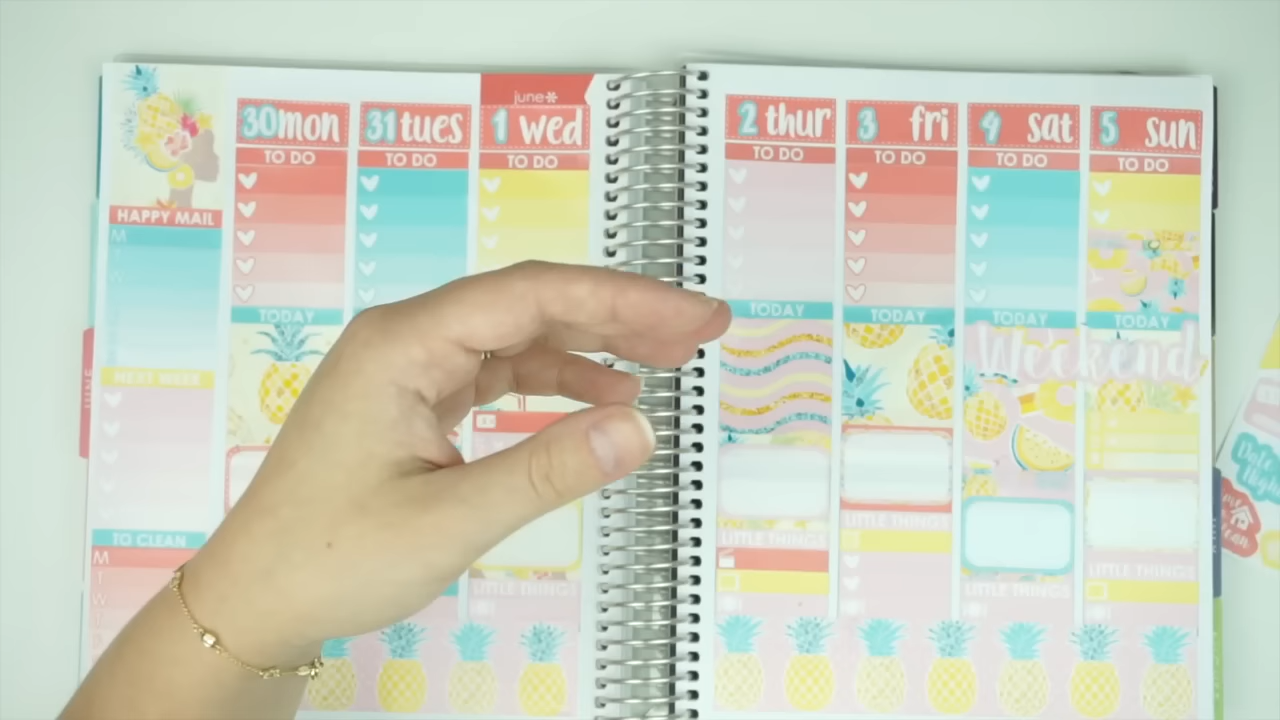 june*
30mon
31tues
1 wed
2 thur
3 fri
4 sat
5 sun
TO DO
TO DO
TO DO
TO DO
TO DO
TO DO
TO DO
HAPPY MAIL
M
TODAY
TODAY
TODAY
TODAY
Weekend
NEXT WEEK
LITTLE THINGS
LITTLE THINGS
LITTLE THINGS
LITTLE THINGS
LITTLE THINGS
TO CLEAN
M
T
W
T
JUNE
Date
Night